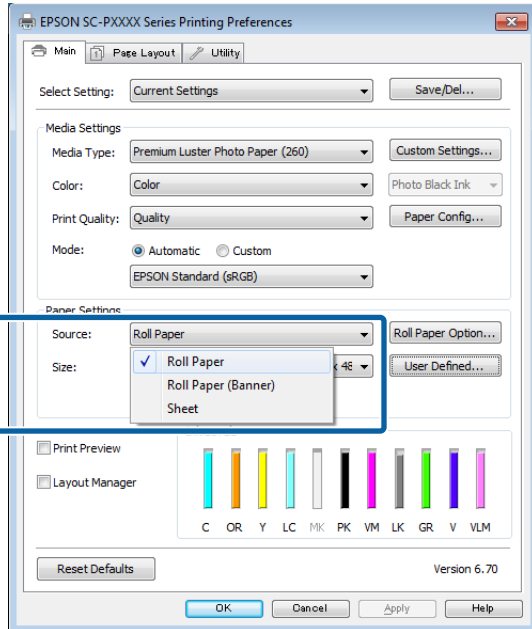 EPSON SC-PXXXX Series Printing Preferences
Main Page Layout Utility
Select Setting: Current Settings Save/Del...
Media Settings
Media Type: Premium Luster Photo Paper (260) Custom Settings...
Color: Color Photo Black Ink
Print Quality: Quality Paper Config...
Mode: Automatic Custom
EPSON Standard (sRGB)
Paper Settings
Source: Roll Paper Roll Paper Option...
Size: Roll Paper x 48 User Defined...
Roll Paper (Banner)
Sheet
Print Preview
Layout Manager
C OR Y LC MK PK VM LK GR V VLM
Reset Defaults Version 6.70
OK Cancel Apply Help